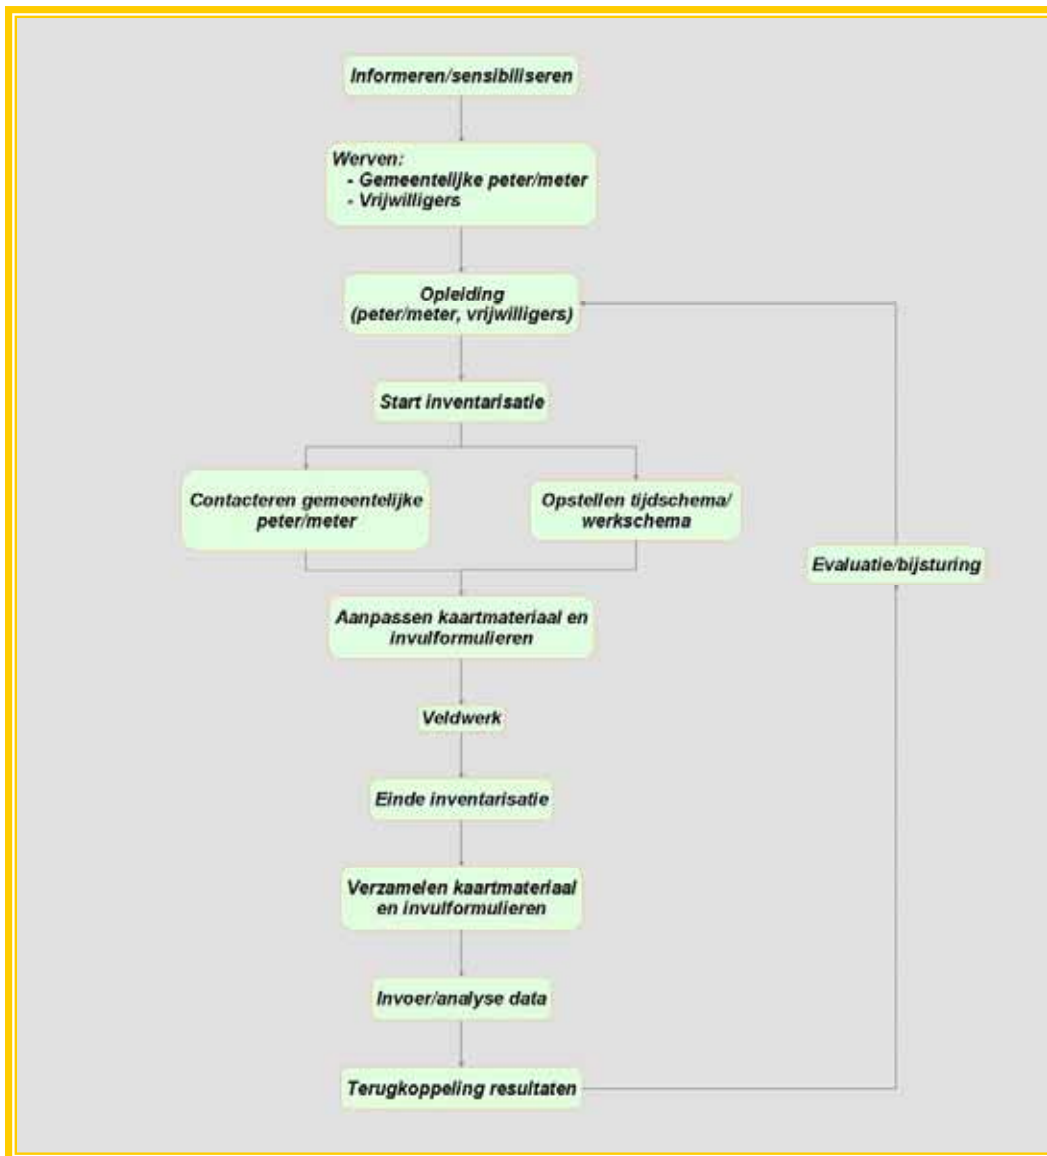 Informeren/sensibiliseren
Werven:
- Gemeentelijke peter/meter
- Vrijwilligers
Opleiding
(peter/meter, vrijwilligers)
Start inventarisatie
Contacteren gemeentelijke
peter/meter
Opstellen tijdschema/
werkschema
Evaluatie/bijsturing
Aanpassen kaartmateriaal en
invulformulieren
Veldwerk
Einde inventarisatie
Verzamelen kaartmateriaal
en invulformulieren
Invoer/analyse data
Terugkoppeling resultaten